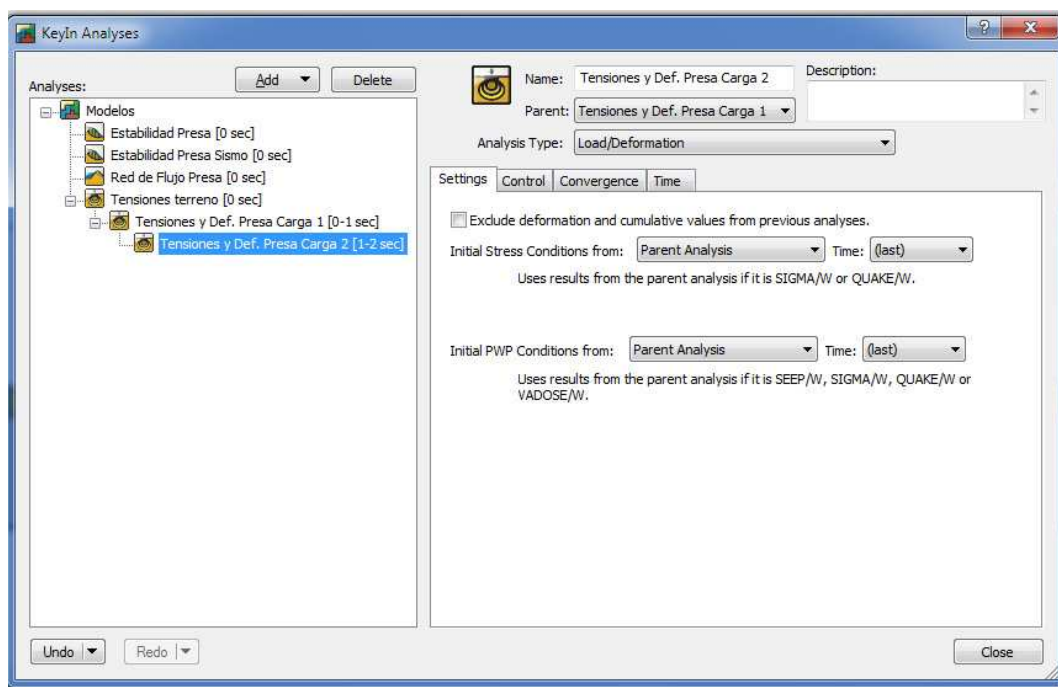 KeyIn Analyses
Analyses:
Add
Delete
Modelos
Estabilidad Presa [0 sec]
Estabilidad Presa Sismo [0 sec]
Red de Flujo Presa [0 sec]
Tensiones terreno [0 sec]
Tensiones y Def. Presa Carga 1 [0-1 sec]
Tensiones y Def. Presa Carga 2 [1-2 sec]
Undo
Redo
Name: Tensiones y Def. Presa Carga 2
Description:
Parent: Tensiones y Def. Presa Carga 1
Analysis Type: Load/Deformation
Settings Control Convergence Time
Exclude deformation and cumulative values from previous analyses.
Initial Stress Conditions from: Parent Analysis Time: (last)
Uses results from the parent analysis if it is SIGMA/W or QUAKE/W.
Initial PWP Conditions from: Parent Analysis Time: (last)
Uses results from the parent analysis if it is SEEP/W, SIGMA/W, QUAKE/W or
VADOSE/W.
Close